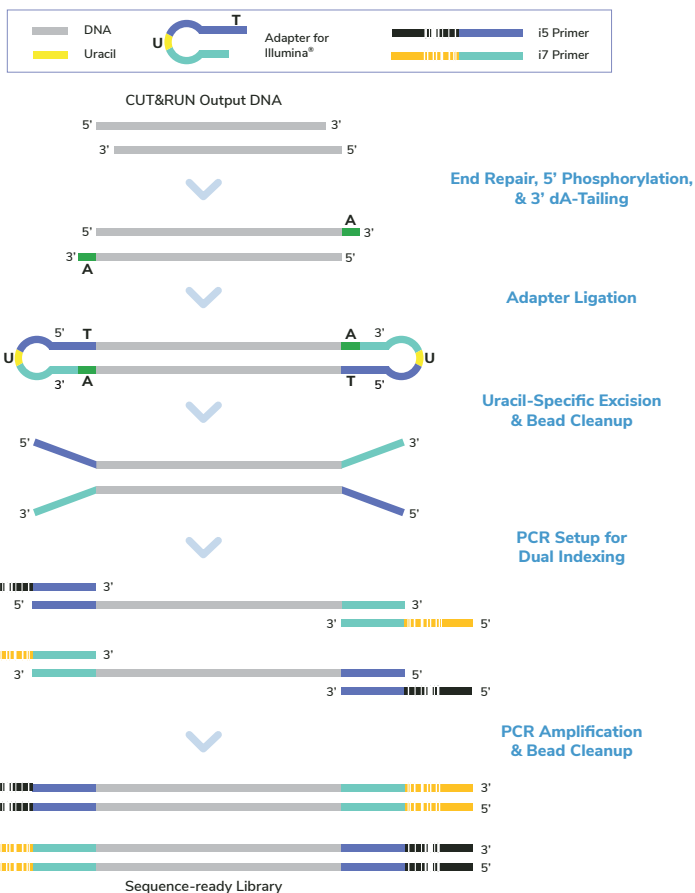 DNA
Uracil
U
T
Adapter for
Illumina®
i5 Primer
i7 Primer
CUT&RUN Output DNA
5' 3'
3' 5'
End Repair, 5' Phosphorylation,
& 3' dA-Tailing
A
5' 3'
3' 5'
A
Adapter Ligation
5' T A 3'
U U
3' A T 5'
Uracil-Specific Excision
& Bead Cleanup
5' 3'
3' 5'
PCR Setup for
Dual Indexing
3'
5' 3'
3' 5'
3'
3' 5'
3' 5'
PCR Amplification
& Bead Cleanup
3'
5'
3'
5'
Sequence-ready Library